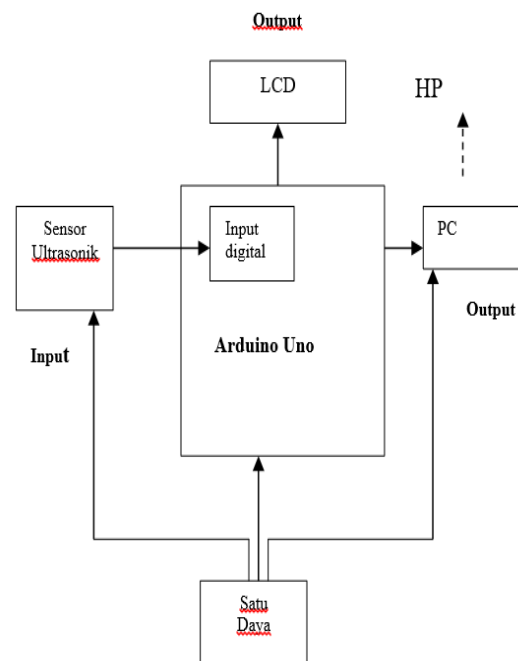 Output
LCD
HP
Sensor
Ultrasonik
Input
digital
PC
Arduino Uno
Output
Input
Satu
Daya